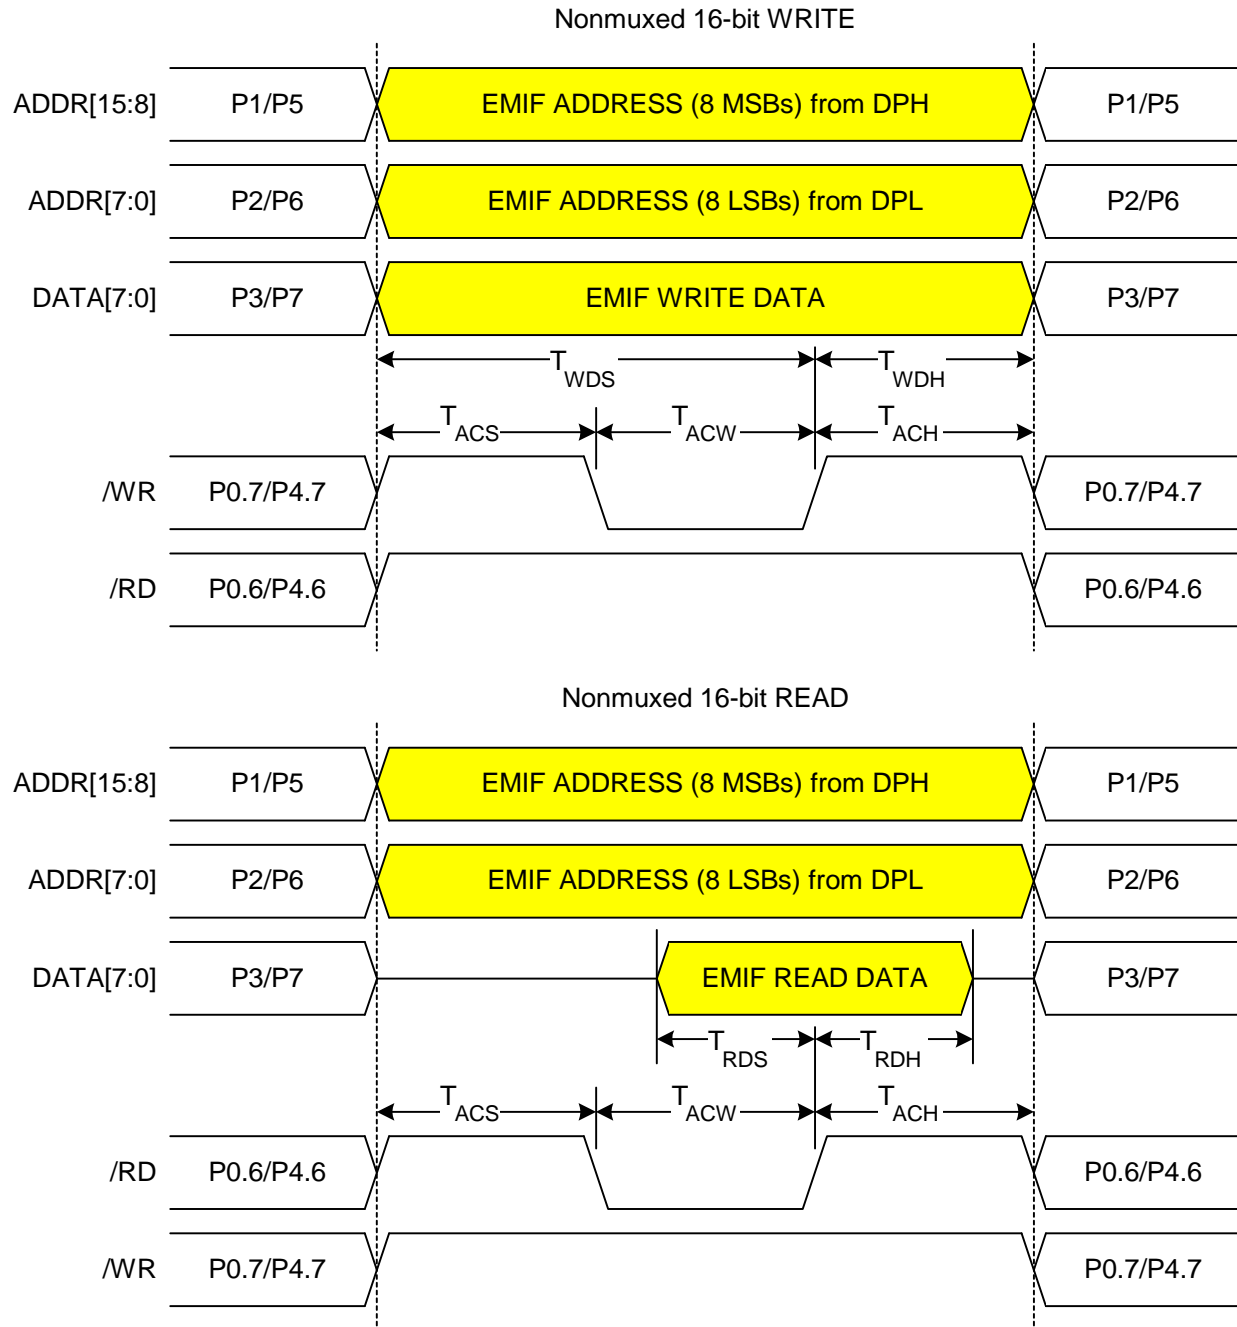 Nonmuxed 16-bit WRITE
ADDR[15:8] P1/P5 EMIF ADDRESS (8 MSBs) from DPH P1/P5
ADDR[7:0] P2/P6 EMIF ADDRESS (8 LSBs) from DPL P2/P6
DATA[7:0] P3/P7 EMIF WRITE DATA P3/P7
TWDS TWDH
TACS TACW TACH
/WR P0.7/P4.7 P0.7/P4.7
/RD P0.6/P4.6 P0.6/P4.6
Nonmuxed 16-bit READ
ADDR[15:8] P1/P5 EMIF ADDRESS (8 MSBs) from DPH P1/P5
ADDR[7:0] P2/P6 EMIF ADDRESS (8 LSBs) from DPL P2/P6
DATA[7:0] P3/P7 EMIF READ DATA P3/P7
TRDS TRDH
TACS TACW TACH
/RD P0.6/P4.6 P0.6/P4.6
/WR P0.7/P4.7 P0.7/P4.7